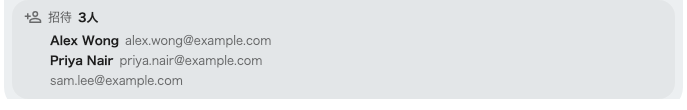 招待 3人
Alex Wong alex.wong@example.com
Priya Nair priya.nair@example.com
sam.lee@example.com